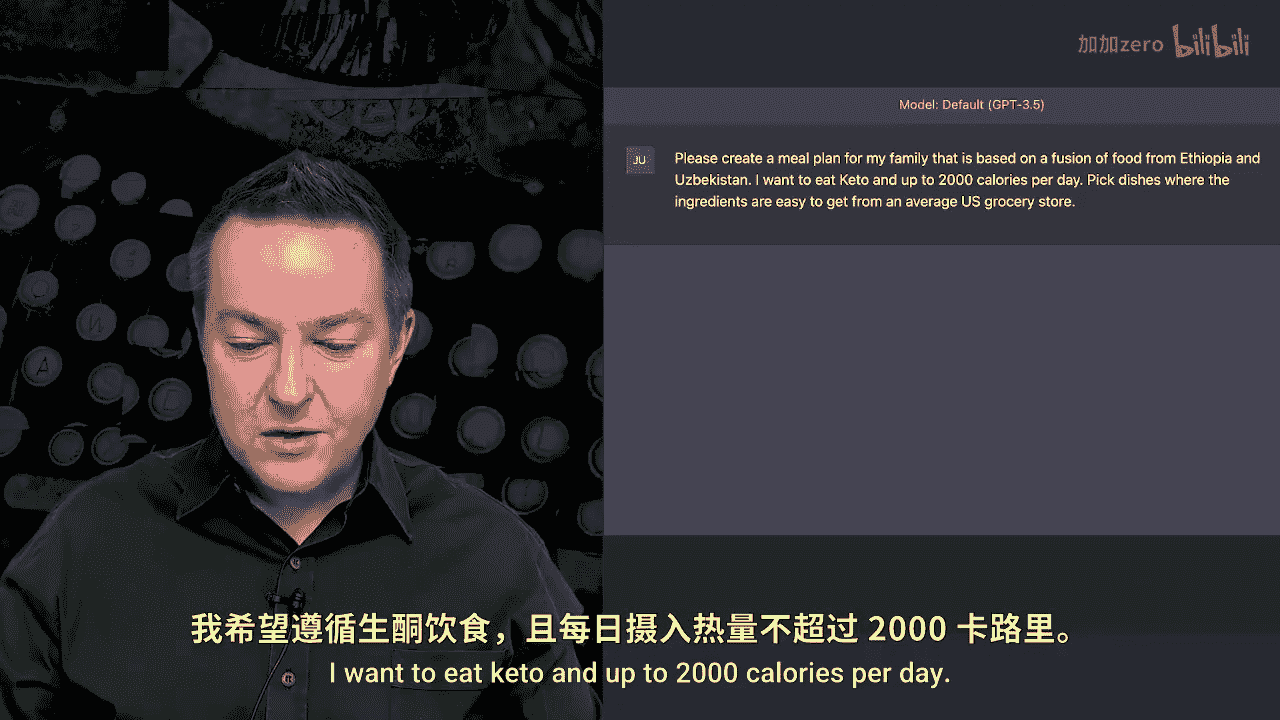 加加zero bilibili
Model: Default (GPT-3.5)
JU
Please create a meal plan for my family that is based on a fusion of food from Ethiopia and
Uzbekistan. I want to eat Keto and up to 2000 calories per day. Pick dishes where the
ingredients are easy to get from an average US grocery store.
我希望遵循生酮饮食，且每日摄入热量不超过 2000 卡路里。
I want to eat keto and up to 2000 calories per day.